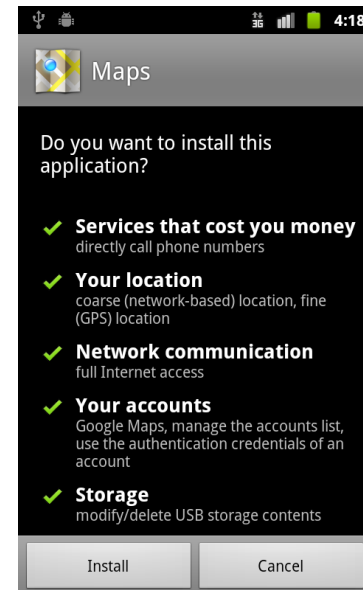 3G 4:18
Maps
Do you want to install this
application?
Services that cost you money
directly call phone numbers
Your location
coarse (network-based) location, fine
(GPS) location
Network communication
full Internet access
Your accounts
Google Maps, manage the accounts list,
use the authentication credentials of an
account
Storage
modify/delete USB storage contents
Install Cancel